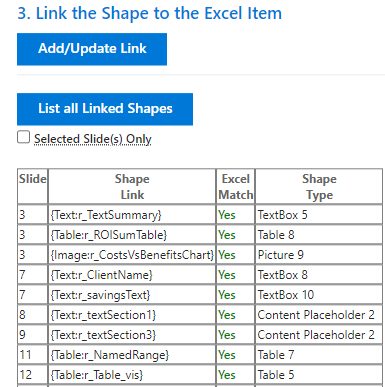 3. Link the Shape to the Excel Item
Add/Update Link
List all Linked Shapes
Selected Slide(s) Only
Slide Shape Link Excel Match Shape Type
3 {Text:r_TextSummary} Yes TextBox 5
3 {Table:r_ROISumTable} Yes Table 8
3 {Image:r_CostsVsBenefitsChart} Yes Picture 9
7 {Text:r_ClientName} Yes TextBox 8
7 {Text:r_savingsText} Yes TextBox 10
8 {Text:r_textSection1} Yes Content Placeholder 2
9 {Text:r_textSection3} Yes Content Placeholder 2
11 {Table:r_NamedRange} Yes Table 7
12 {Table:r_Table_vis} Yes Table 5